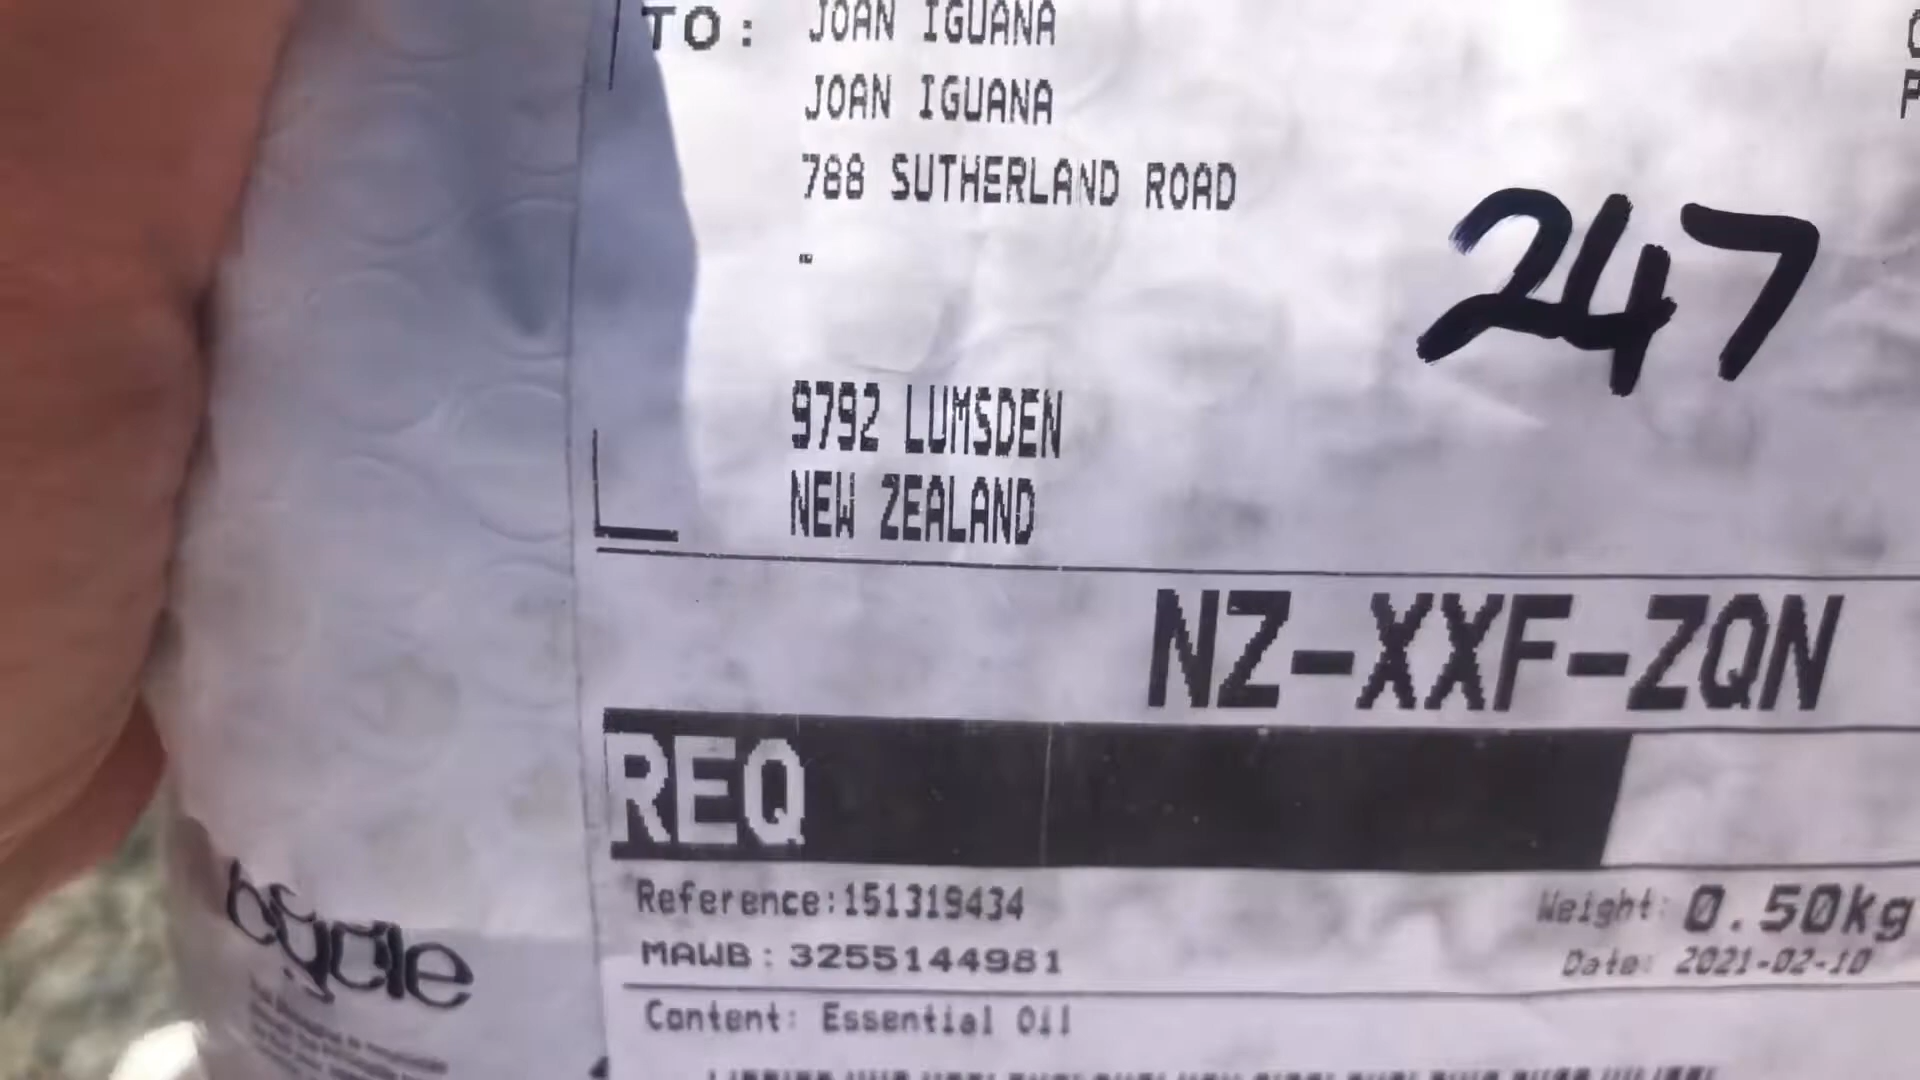 TO: JOAN IGUANA
JOAN IGUANA
788 SUTHERLAND ROAD
-
247
9792 LUMSDEN
NEW ZEALAND
NZ-XXF-ZQN
REQ
Reference:151319434
Weight: 0.50kg
MAWB: 3255144981
Date: 2021-02-10
Content: Essential Oil